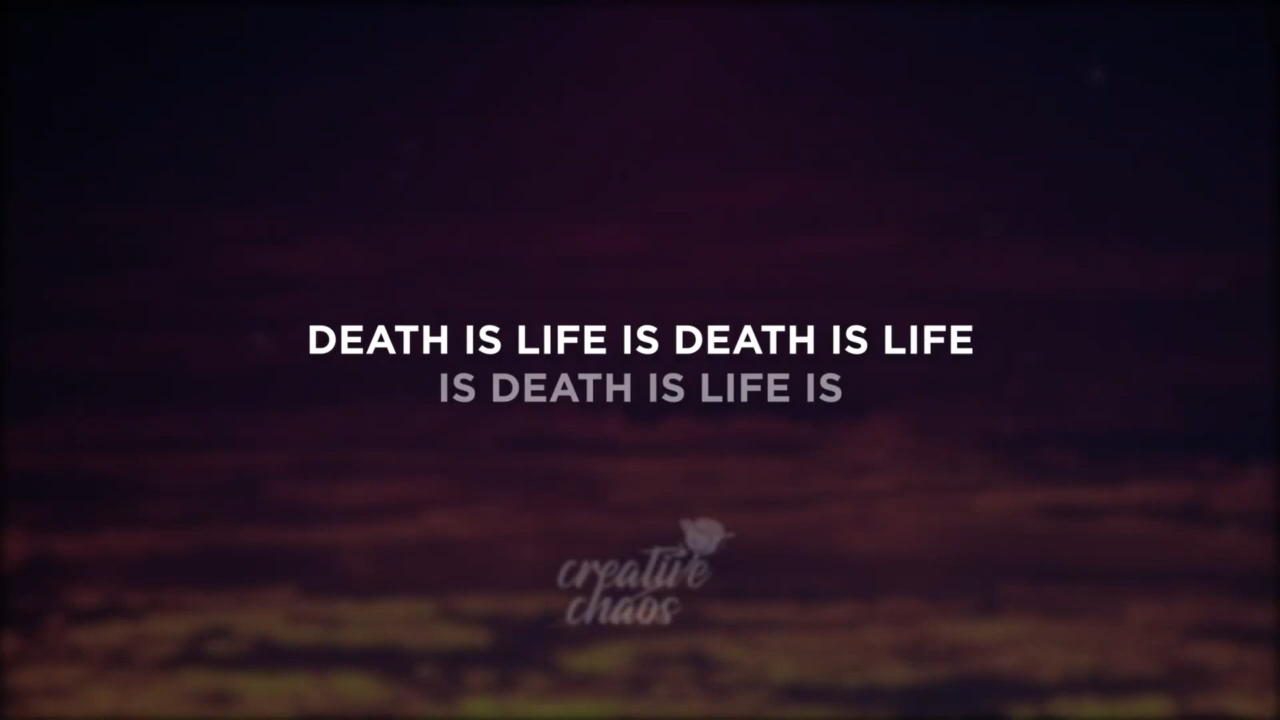 DEATH IS LIFE IS DEATH IS LIFE
IS DEATH IS LIFE IS
creative
chaos